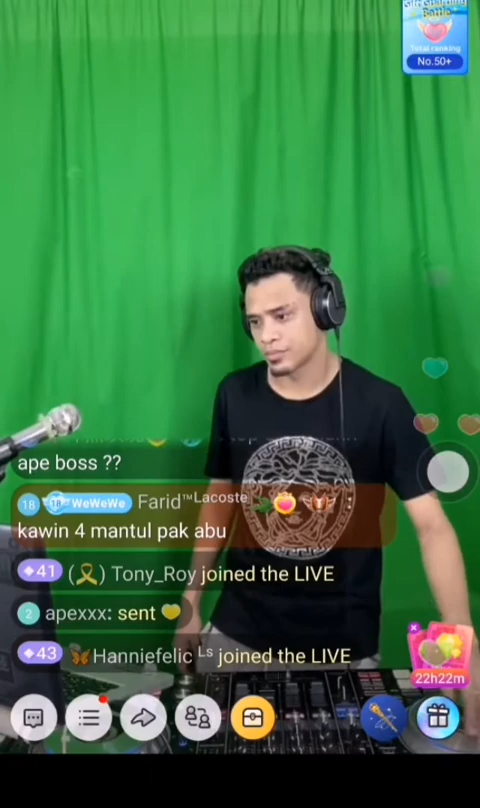 Gift Guarding
Battle
Total ranking
No.50+
ape boss ??
18 WeWeWe Farid™Lacoste
kawin 4 mantul pak abu
41 Tony_Roy joined the LIVE
2 apexxx: sent
43 Hanniefelic Ls joined the LIVE
22h22m